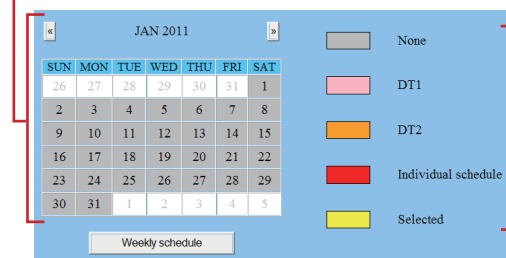 « JAN 2011 »
SUN MON TUE WED THU FRI SAT
26 27 28 29 30 31 1
2 3 4 5 6 7 8
9 10 11 12 13 14 15
16 17 18 19 20 21 22
23 24 25 26 27 28 29
30 31 1 2 3 4 5
Weekly schedule
None
DT1
DT2
Individual schedule
Selected